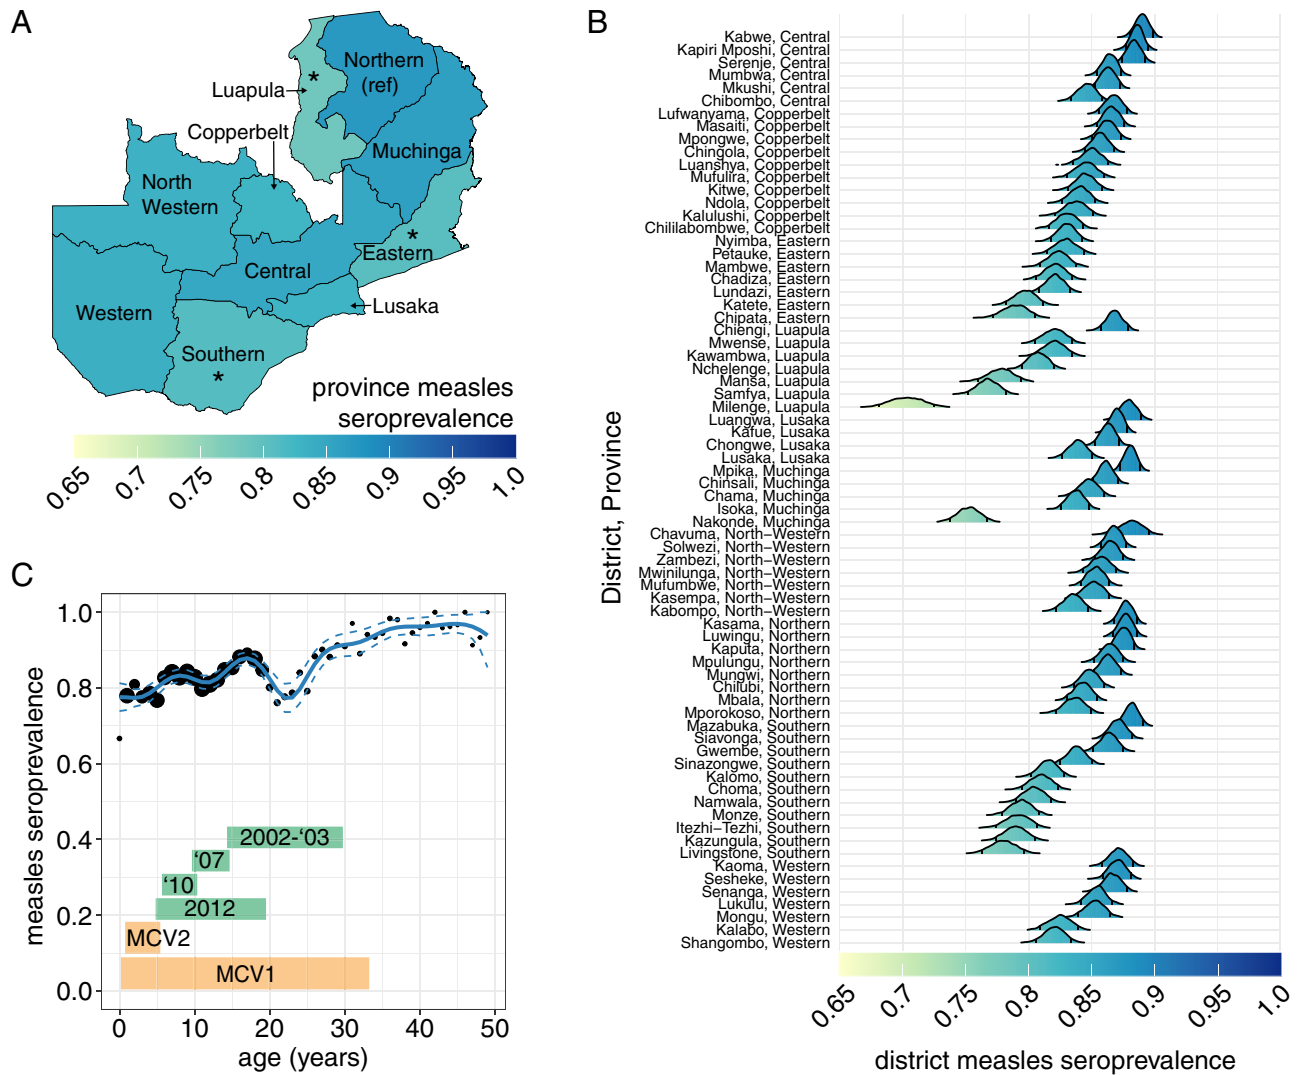 A
Northern
(ref)
Luapula
*
Copperbelt
Muchinga
North
Western
*
Eastern
Central
Western
Lusaka
Southern
*
province measles
seroprevalence
0.65
0.7
0.75
0.8
0.85
0.9
0.95
1.0
B
District, Province
Kabwe, Central
Kapiri Mposhi, Central
Serenje, Central
Mumbwa, Central
Mkushi, Central
Chibombo, Central
Lufwanyama, Copperbelt
Masaiti, Copperbelt
Mpongwe, Copperbelt
Chingola, Copperbelt
Luanshya, Copperbelt
Mufulira, Copperbelt
Kitwe, Copperbelt
Ndola, Copperbelt
Kalulushi, Copperbelt
Chililabombwe, Copperbelt
Nyimba, Eastern
Petauke, Eastern
Mambwe, Eastern
Chadiza, Eastern
Lundazi, Eastern
Katete, Eastern
Chipata, Eastern
Chiengi, Luapula
Mwense, Luapula
Kawambwa, Luapula
Nchelenge, Luapula
Mansa, Luapula
Samfya, Luapula
Milenge, Luapula
Luangwa, Lusaka
Kafue, Lusaka
Chongwe, Lusaka
Lusaka, Lusaka
Mpika, Muchinga
Chinsali, Muchinga
Chama, Muchinga
Isoka, Muchinga
Nakonde, Muchinga
Chavuma, North−Western
Solwezi, North−Western
Zambezi, North−Western
Mwinilunga, North−Western
Mufumbwe, North−Western
Kasempa, North−Western
Kabompo, North−Western
Kasama, Northern
Luwingu, Northern
Kaputa, Northern
Mpulungu, Northern
Mungwi, Northern
Chilubi, Northern
Mbala, Northern
Mporokoso, Northern
Mazabuka, Southern
Siavonga, Southern
Gwembe, Southern
Sinazongwe, Southern
Kalomo, Southern
Choma, Southern
Namwala, Southern
Monze, Southern
Itezhi−Tezhi, Southern
Kazungula, Southern
Livingstone, Southern
Kaoma, Western
Sesheke, Western
Senanga, Western
Lukulu, Western
Mongu, Western
Kalabo, Western
Shangombo, Western
0.65
0.7
0.75
0.8
0.85
0.9
0.95
1.0
district measles seroprevalence
C
measles seroprevalence
1.0
0.8
0.6
0.4
0.2
0.0
2002-‘03
‘07
‘10
2012
MCV2
MCV1
0
10
20
30
40
50
age (years)